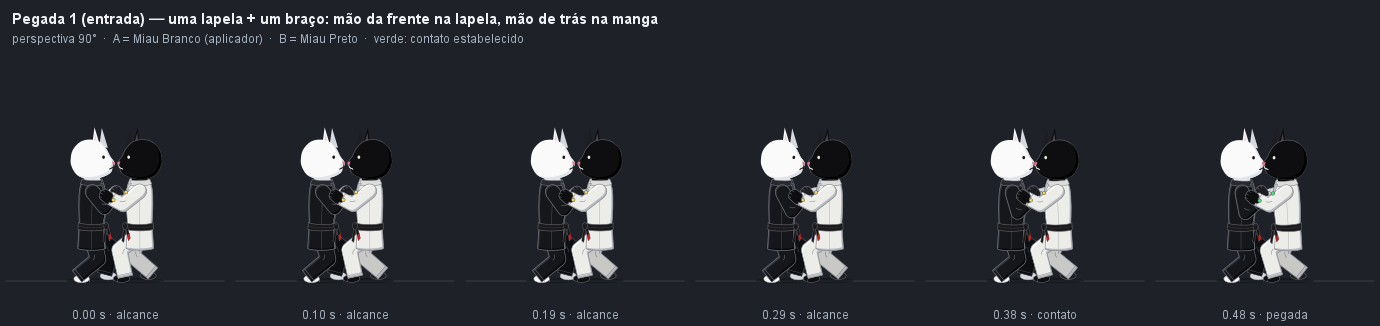 Pegada 1 (entrada) — uma lapela + um braço: mão da frente na lapela, mão de trás na manga
perspectiva 90° · A = Miau Branco (aplicador) · B = Miau Preto · verde: contato estabelecido
0.00 s · alcance
0.10 s · alcance
0.19 s · alcance
0.29 s · alcance
0.38 s · contato
0.48 s · pegada